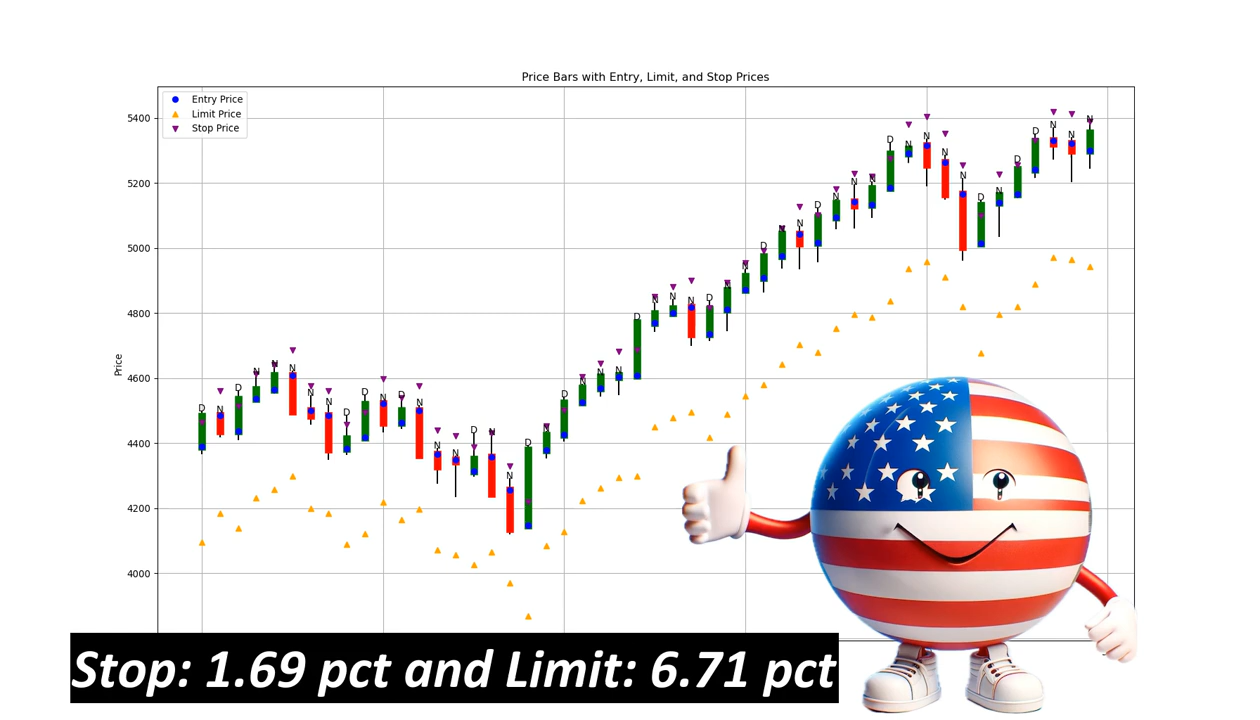 Price Bars with Entry, Limit, and Stop Prices
Entry Price
Limit Price
Stop Price
Price
5400
5200
5000
4800
4600
4400
4200
4000
Stop: 1.69 pct and Limit: 6.71 pct